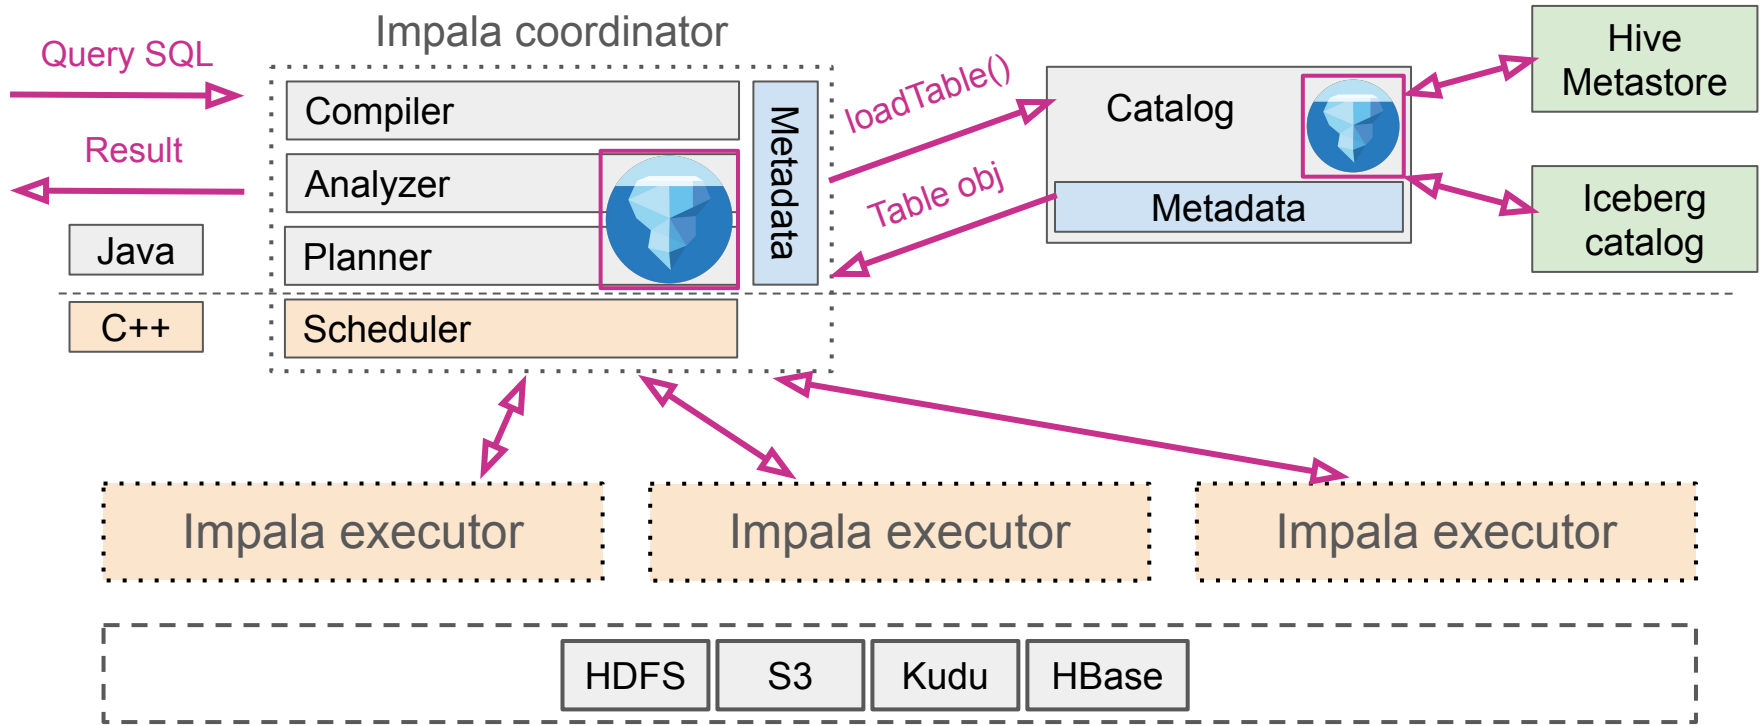 Impala coordinator
Query SQL
Result
Compiler
Analyzer
Planner
Metadata
Scheduler
Java
C++
loadTable()
Table obj
Catalog
Metadata
Hive
Metastore
Iceberg
catalog
Impala executor
Impala executor
Impala executor
HDFS
S3
Kudu
HBase